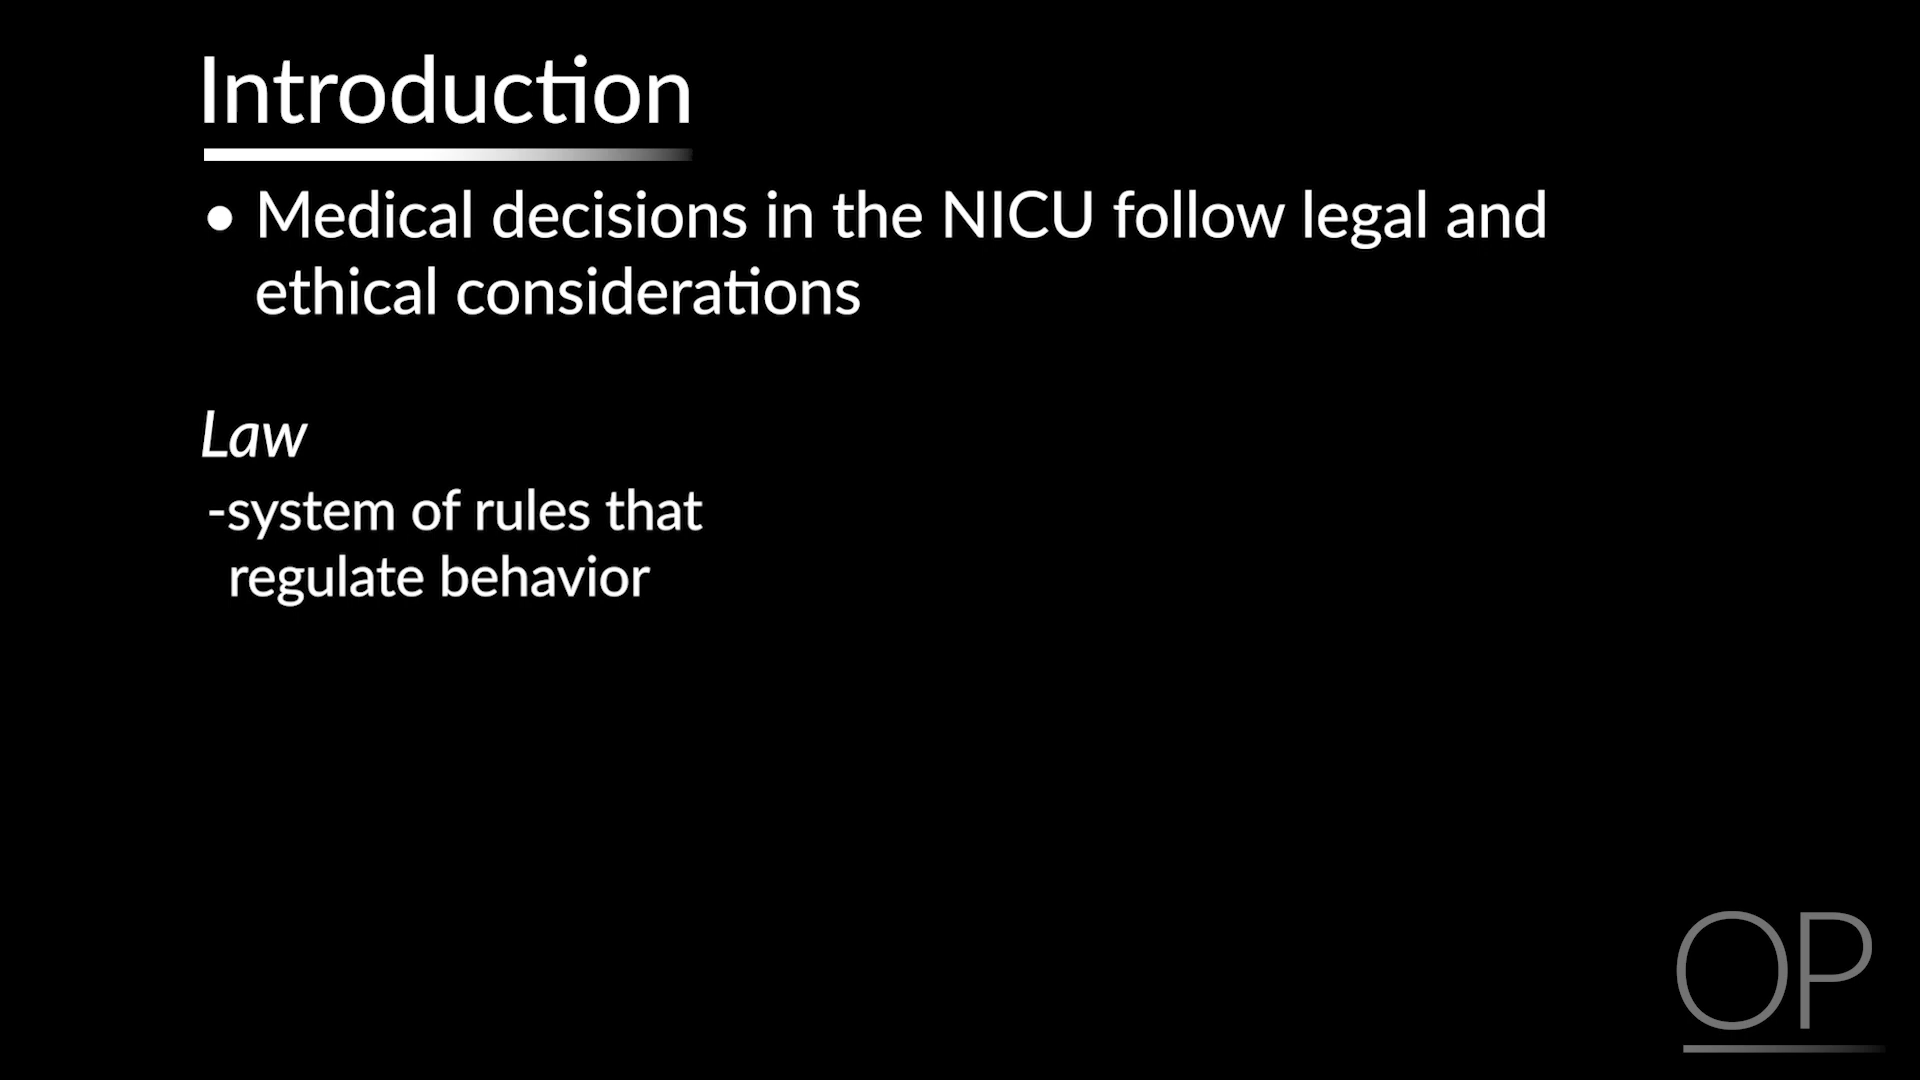 Introduction
• Medical decisions in the NICU follow legal and
ethical considerations
Law
-system of rules that
regulate behavior
OP